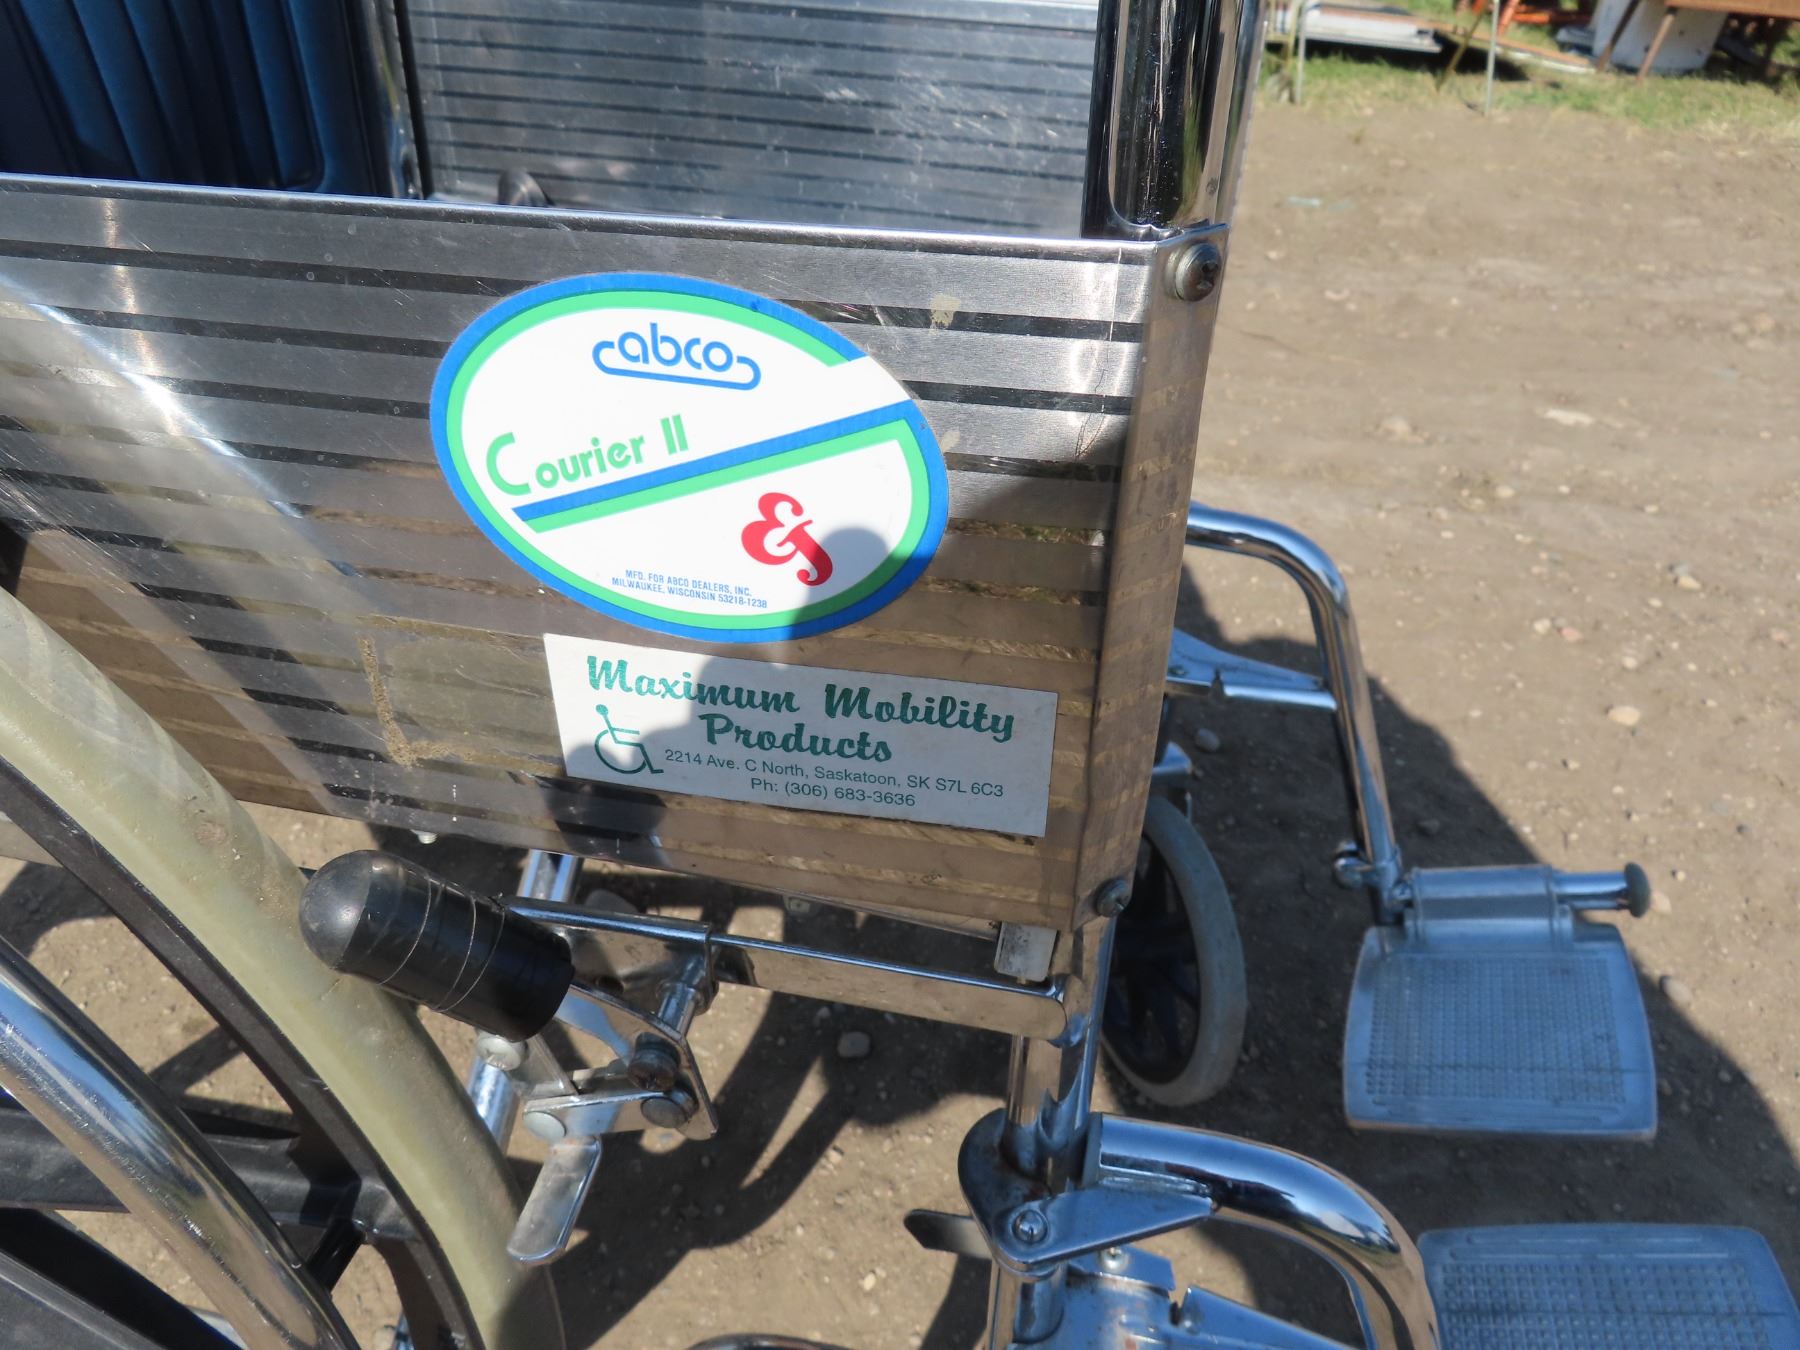 abco
Courier II
E&J
MFD. FOR ABCO DEALERS, INC.
MILWAUKEE, WISCONSIN 53218-1238
Maximum Mobility
Products
2214 Ave. C North, Saskatoon, SK S7L 6C3
Ph: (306) 683-3636